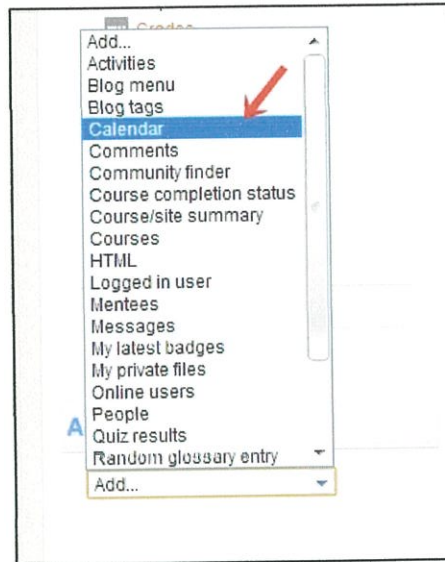 Grades
Add...
Activities
Blog menu
Blog tags
Calendar
Comments
Community finder
Course completion status
Course/site summary
Courses
HTML
Logged in user
Mentees
Messages
My latest badges
My private files
Online users
People
A
Quiz results
Random glossary entry
Add...